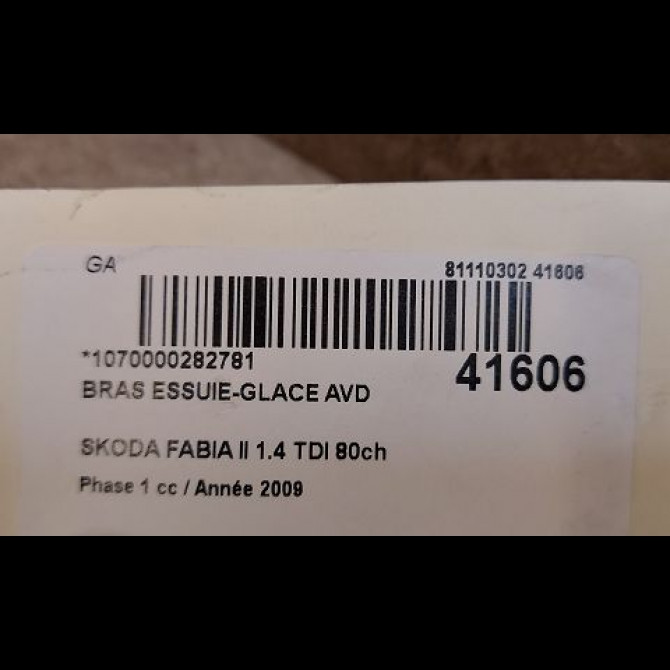 GA 81110302 41606
*1070000282781 41606
BRAS ESSUIE-GLACE AVD
SKODA FABIA II 1.4 TDI 80ch
Phase 1 cc / Année 2009